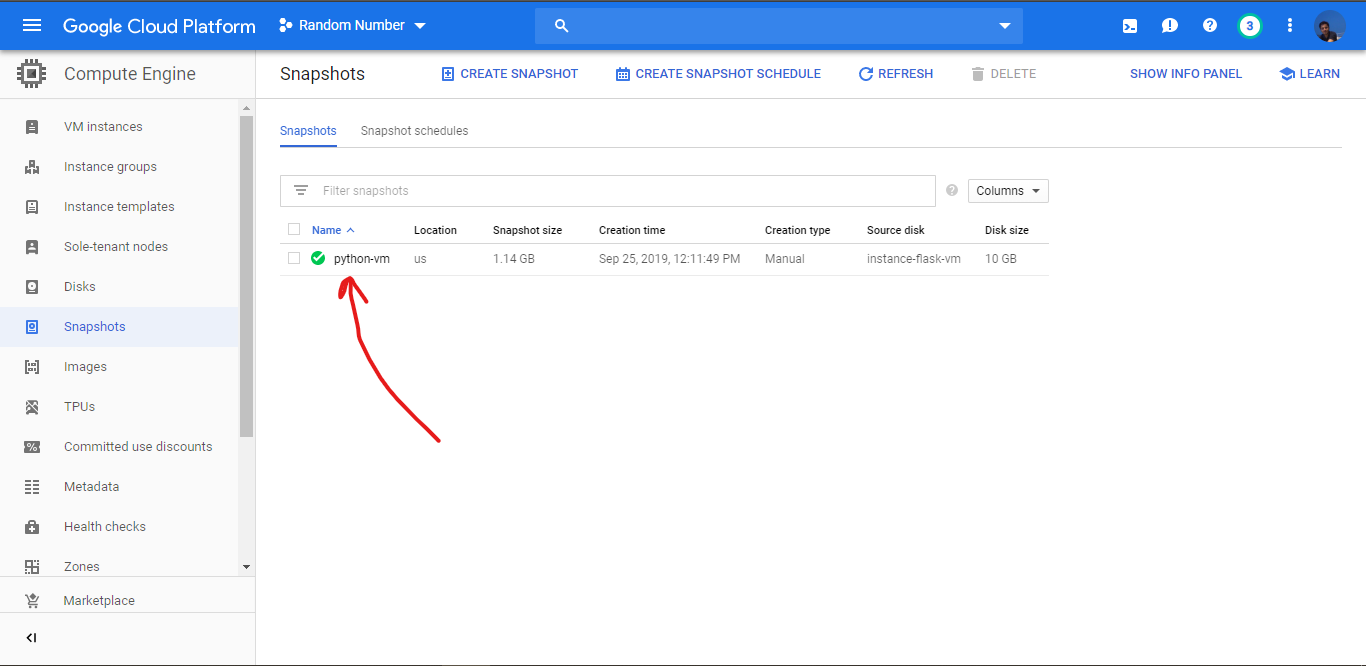 Google Cloud Platform Random Number 3
Compute Engine
Snapshots CREATE SNAPSHOT CREATE SNAPSHOT SCHEDULE REFRESH DELETE SHOW INFO PANEL LEARN
VM instances
Instance groups
Instance templates
Sole-tenant nodes
Disks
Snapshots
Images
TPUs
Committed use discounts
Metadata
Health checks
Zones
Marketplace
Snapshots Snapshot schedules
Filter snapshots Columns
Name Location Snapshot size Creation time Creation type Source disk Disk size
python-vm us 1.14 GB Sep 25, 2019, 12:11:49 PM Manual instance-flask-vm 10 GB